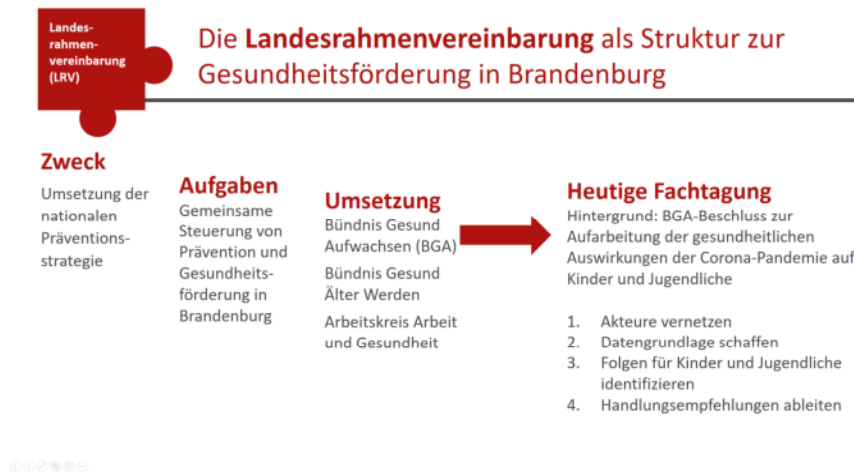 Landes-
rahmen-
vereinbarung
(LRV)
Die Landesrahmenvereinbarung als Struktur zur
Gesundheitsförderung in Brandenburg
Zweck
Umsetzung der
nationalen
Präventions-
strategie
Aufgaben
Gemeinsame
Steuerung von
Prävention und
Gesundheits-
förderung in
Brandenburg
Umsetzung
Bündnis Gesund
Aufwachsen (BGA)
Bündnis Gesund
Älter Werden
Arbeitskreis Arbeit
und Gesundheit
Heutige Fachtagung
Hintergrund: BGA-Beschluss zur
Aufarbeitung der gesundheitlichen
Auswirkungen der Corona-Pandemie auf
Kinder und Jugendliche
1. Akteure vernetzen
2. Datengrundlage schaffen
3. Folgen für Kinder und Jugendliche
identifizieren
4. Handlungsempfehlungen ableiten